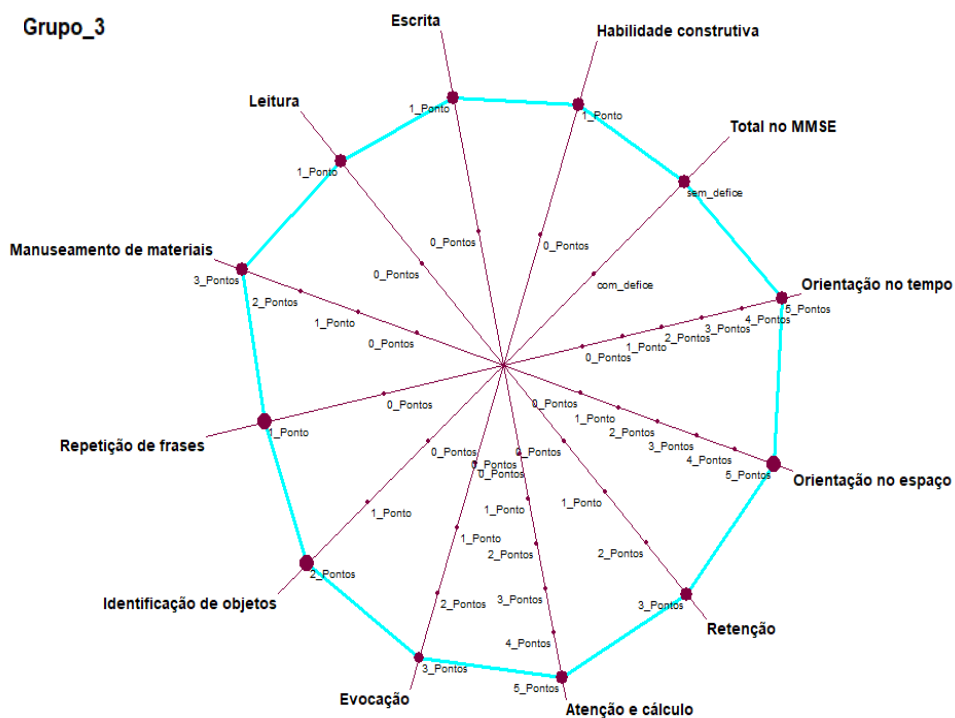 Grupo_3
Escrita
1_Ponto
0_Pontos
Habilidade construtiva
1_Ponto
0_Pontos
Total no MMSE
sem_defice
com_defice
Orientação no tempo
5_Pontos
4_Pontos
3_Pontos
2_Pontos
1_Ponto
0_Pontos
Orientação no espaço
5_Pontos
4_Pontos
3_Pontos
2_Pontos
1_Ponto
0_Pontos
Retenção
3_Pontos
2_Pontos
1_Ponto
0_Pontos
Atenção e cálculo
5_Pontos
4_Pontos
3_Pontos
2_Pontos
1_Ponto
0_Pontos
Evocação
3_Pontos
2_Pontos
1_Ponto
0_Pontos
Identificação de objetos
2_Pontos
1_Ponto
0_Pontos
Repetição de frases
1_Ponto
0_Pontos
Manuseamento de materiais
3_Pontos
2_Pontos
1_Ponto
0_Pontos
Leitura
1_Ponto
0_Pontos